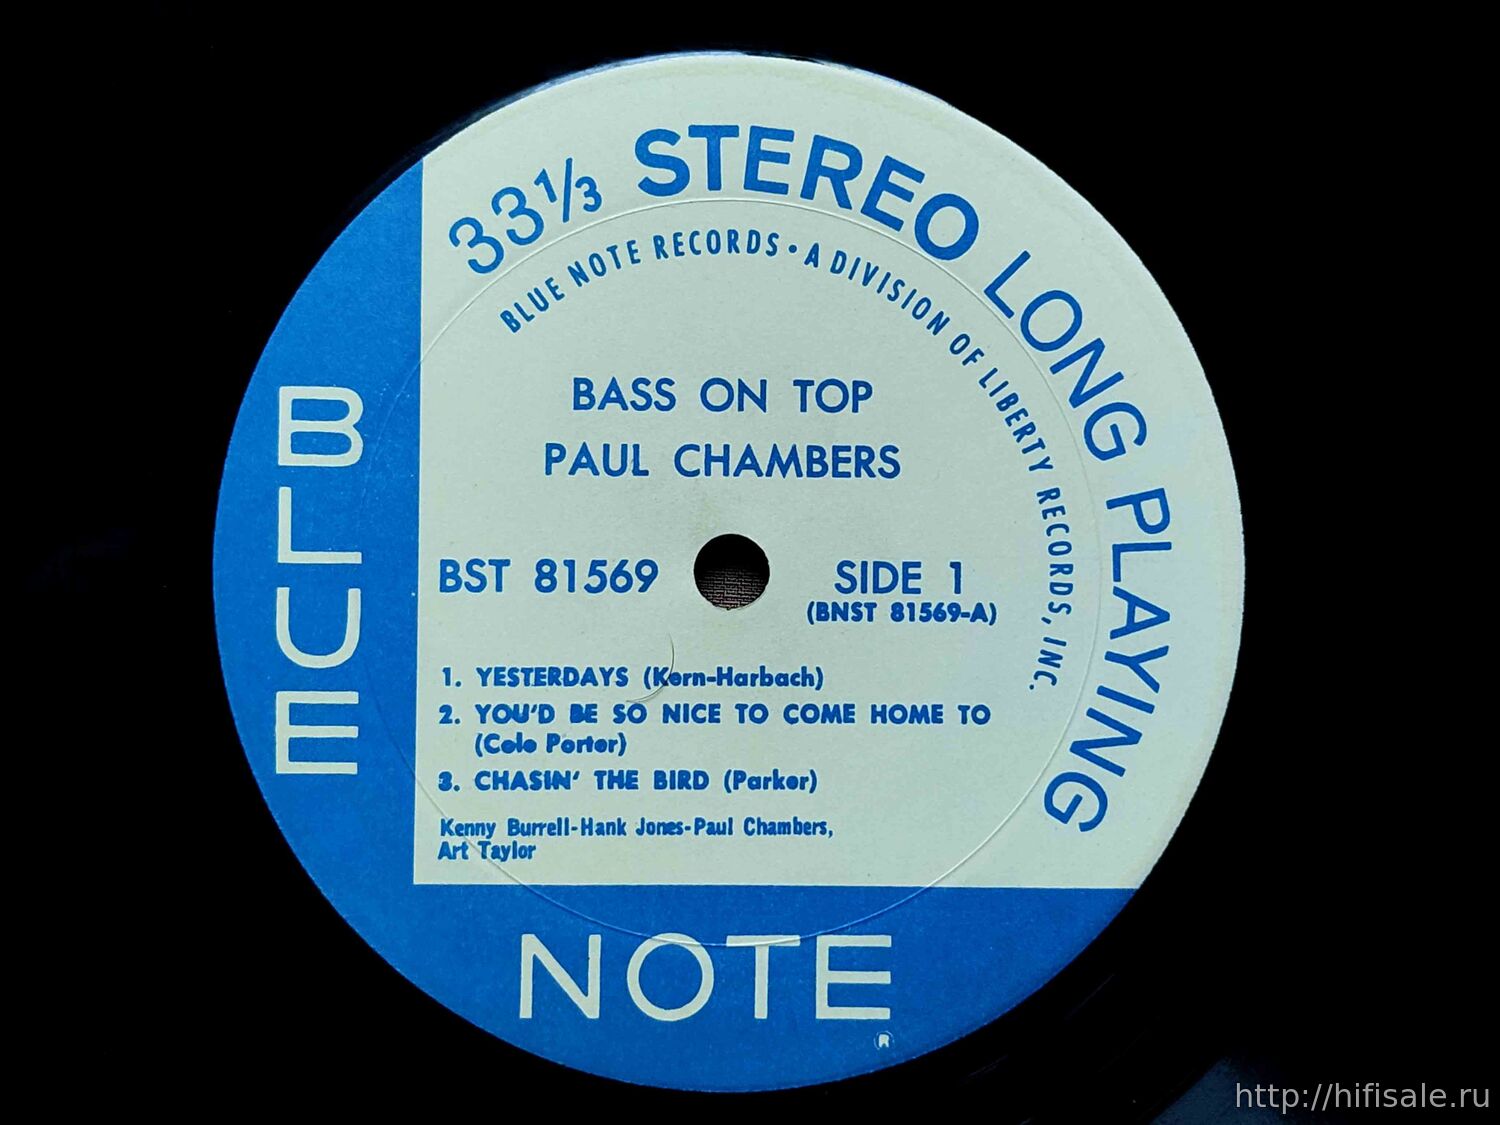 33 1/3 STEREO LONG PLAYING
BLUE NOTE RECORDS • A DIVISION OF LIBERTY RECORDS, INC.
BASS ON TOP
PAUL CHAMBERS
BST 81569
SIDE 1
(BNST 81569-A)
1. YESTERDAYS (Kern-Harbach)
2. YOU'D BE SO NICE TO COME HOME TO
(Cole Porter)
3. CHASIN' THE BIRD (Parker)
Kenny Burrell-Hank Jones-Paul Chambers,
Art Taylor
BLUE
NOTE
®
http://hifisale.ru